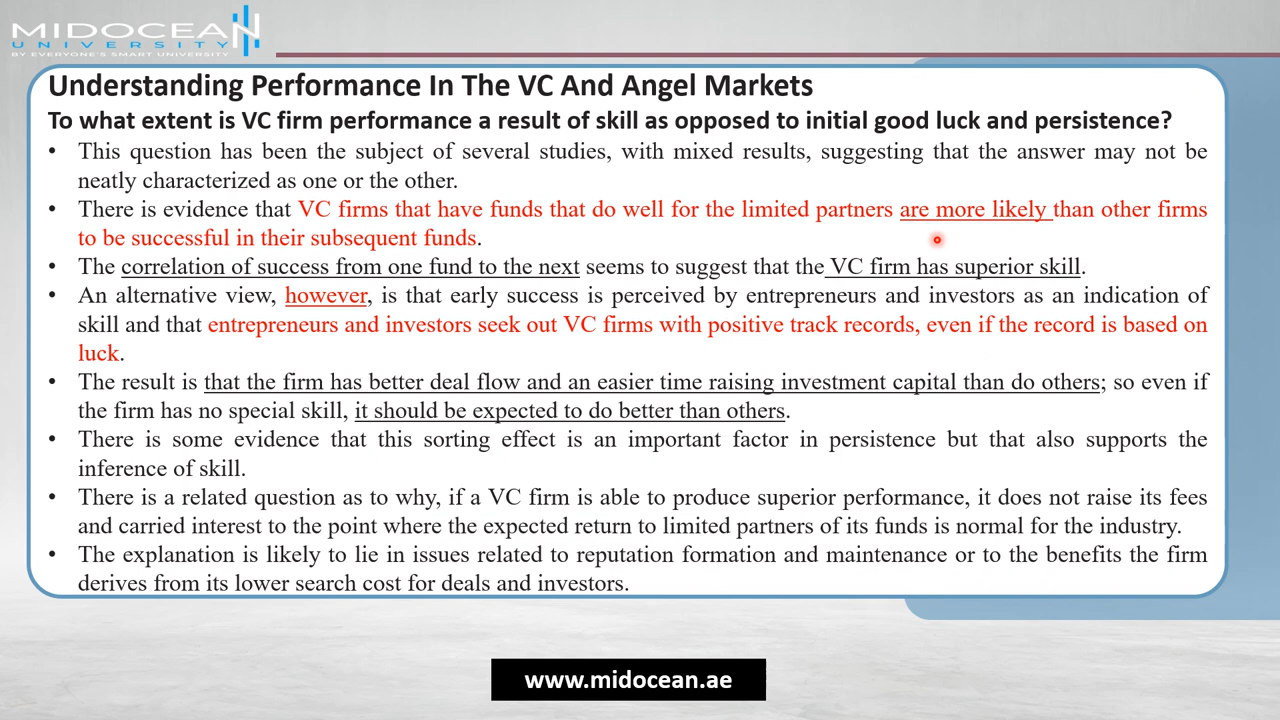 MIDOCEAN
UNIVERSITY
BY EVERYONE'S SMART UNIVERSITY
Understanding Performance In The VC And Angel Markets
To what extent is VC firm performance a result of skill as opposed to initial good luck and persistence?
• This question has been the subject of several studies, with mixed results, suggesting that the answer may not be
neatly characterized as one or the other.
• There is evidence that VC firms that have funds that do well for the limited partners are more likely than other firms
to be successful in their subsequent funds.
• The correlation of success from one fund to the next seems to suggest that the VC firm has superior skill.
• An alternative view, however, is that early success is perceived by entrepreneurs and investors as an indication of
skill and that entrepreneurs and investors seek out VC firms with positive track records, even if the record is based on
luck.
• The result is that the firm has better deal flow and an easier time raising investment capital than do others; so even if
the firm has no special skill, it should be expected to do better than others.
• There is some evidence that this sorting effect is an important factor in persistence but that also supports the
inference of skill.
• There is a related question as to why, if a VC firm is able to produce superior performance, it does not raise its fees
and carried interest to the point where the expected return to limited partners of its funds is normal for the industry.
• The explanation is likely to lie in issues related to reputation formation and maintenance or to the benefits the firm
derives from its lower search cost for deals and investors.
www.midocean.ae